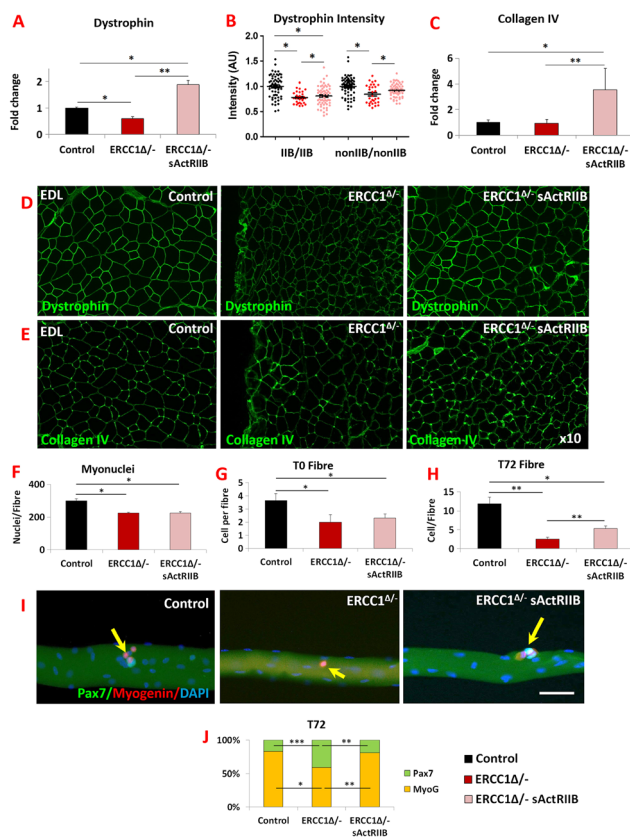 A
Dystrophin
Fold change
2
1
0
*
*
**
Control
ERCC1Δ/-
ERCC1Δ/-
sActRIIB
B
Dystrophin Intensity
Intensity (AU)
2.0
1.5
1.0
0.5
0.0
*
*
*
*
*
IIB/IIB
nonIIB/nonIIB
C
Collagen IV
Fold change
6
4
2
0
*
**
Control
ERCC1Δ/-
ERCC1Δ/-
sActRIIB
D
EDL
Control
Dystrophin
ERCC1Δ/-
Dystrophin
ERCC1Δ/- sActRIIB
Dystrophin
E
EDL
Control
Collagen IV
ERCC1Δ/-
Collagen IV
ERCC1Δ/- sActRIIB
Collagen IV
x10
F
Myonuclei
Nuclei/Fibre
400
200
0
*
*
Control
ERCC1Δ/-
ERCC1Δ/-
sActRIIB
G
T0 Fibre
Cell per fibre
6
4
2
0
*
*
Control
ERCC1Δ/-
ERCC1Δ/-
sActRIIB
H
T72 Fibre
Cell/Fibre
15
10
5
0
*
**
**
Control
ERCC1Δ/-
ERCC1Δ/-
sActRIIB
I
Control
Pax7/Myogenin/DAPI
ERCC1Δ/-
ERCC1Δ/- sActRIIB
J
T72
100%
50%
0%
***
**
*
**
Control
ERCC1Δ/-
ERCC1Δ/-
sActRIIB
Pax7
MyoG
Control
ERCC1Δ/-
ERCC1Δ/- sActRIIB